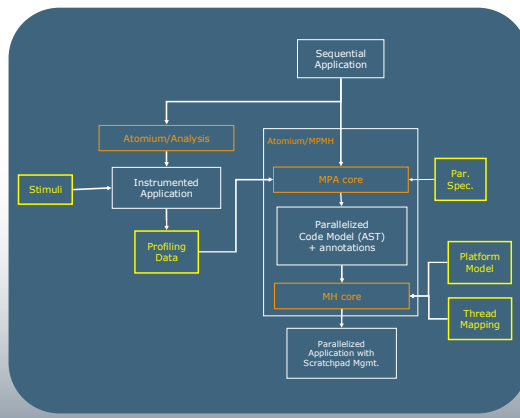 Sequential
Application
Atomium/Analysis
Atomium/MPMH
MPA core
Par.
Spec.
Stimuli
Instrumented
Application
Parallelized
Code Model (AST)
+ annotations
Profiling
Data
Platform
Model
MH core
Thread
Mapping
Parallelized
Application with
Scratchpad Mgmt.